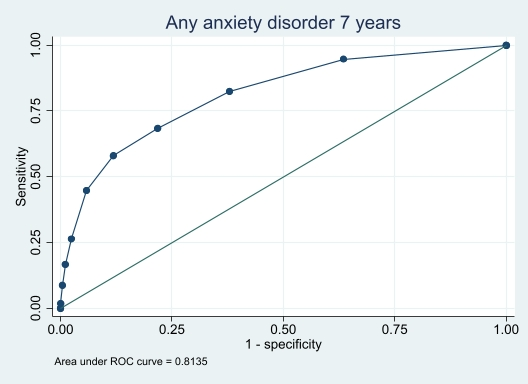 Any anxiety disorder 7 years
Sensitivity
1.00
0.75
0.50
0.25
0.00
0.00 0.25 0.50 0.75 1.00
1 - specificity
Area under ROC curve = 0.8135